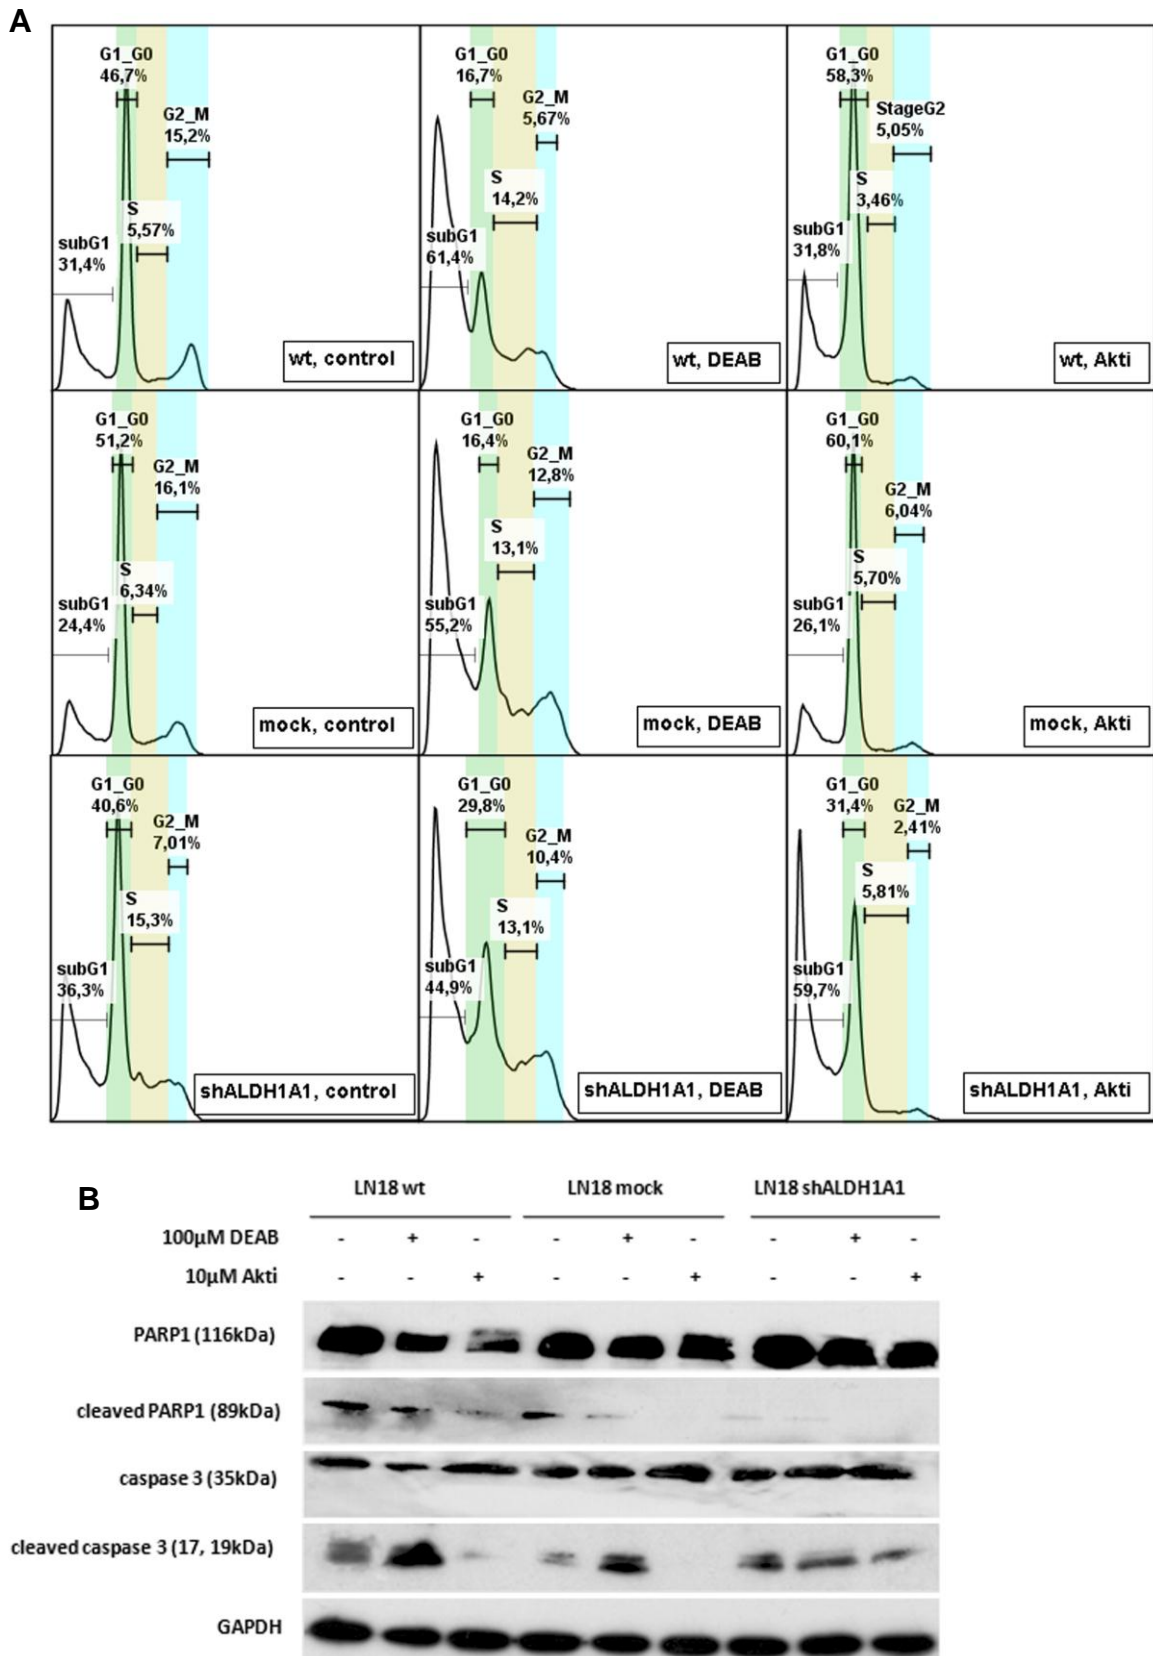 A
G1_G0
46,7%
G2_M
15,2%
S
5,57%
subG1
31,4%
wt, control
G1_G0
16,7%
G2_M
5,67%
S
14,2%
subG1
61,4%
wt, DEAB
G1_G0
58,3%
StageG2
5,05%
S
3,46%
subG1
31,8%
wt, Akti
G1_G0
51,2%
G2_M
16,1%
S
6,34%
subG1
24,4%
mock, control
G1_G0
16,4%
G2_M
12,8%
S
13,1%
subG1
55,2%
mock, DEAB
G1_G0
60,1%
G2_M
6,04%
S
5,70%
subG1
26,1%
mock, Akti
G1_G0
40,6%
G2_M
7,01%
S
15,3%
subG1
36,3%
shALDH1A1, control
G1_G0
29,8%
G2_M
10,4%
S
13,1%
subG1
44,9%
shALDH1A1, DEAB
G1_G0
31,4%
G2_M
2,41%
S
5,81%
subG1
59,7%
shALDH1A1, Akti
B
LN18 wt LN18 mock LN18 shALDH1A1
100µM DEAB - + - - + - - + -
10µM Akti - - + - - + - - +
PARP1 (116kDa)
cleaved PARP1 (89kDa)
caspase 3 (35kDa)
cleaved caspase 3 (17, 19kDa)
GAPDH